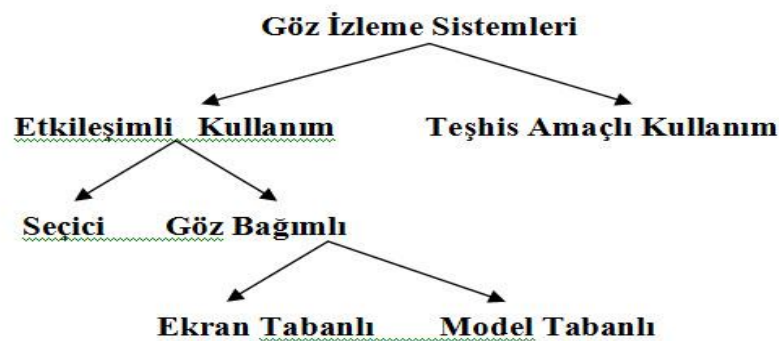 Göz İzleme Sistemleri
Etkileşimli Kullanım Teşhis Amaçlı Kullanım
Seçici Göz Bağımlı
Ekran Tabanlı Model Tabanlı